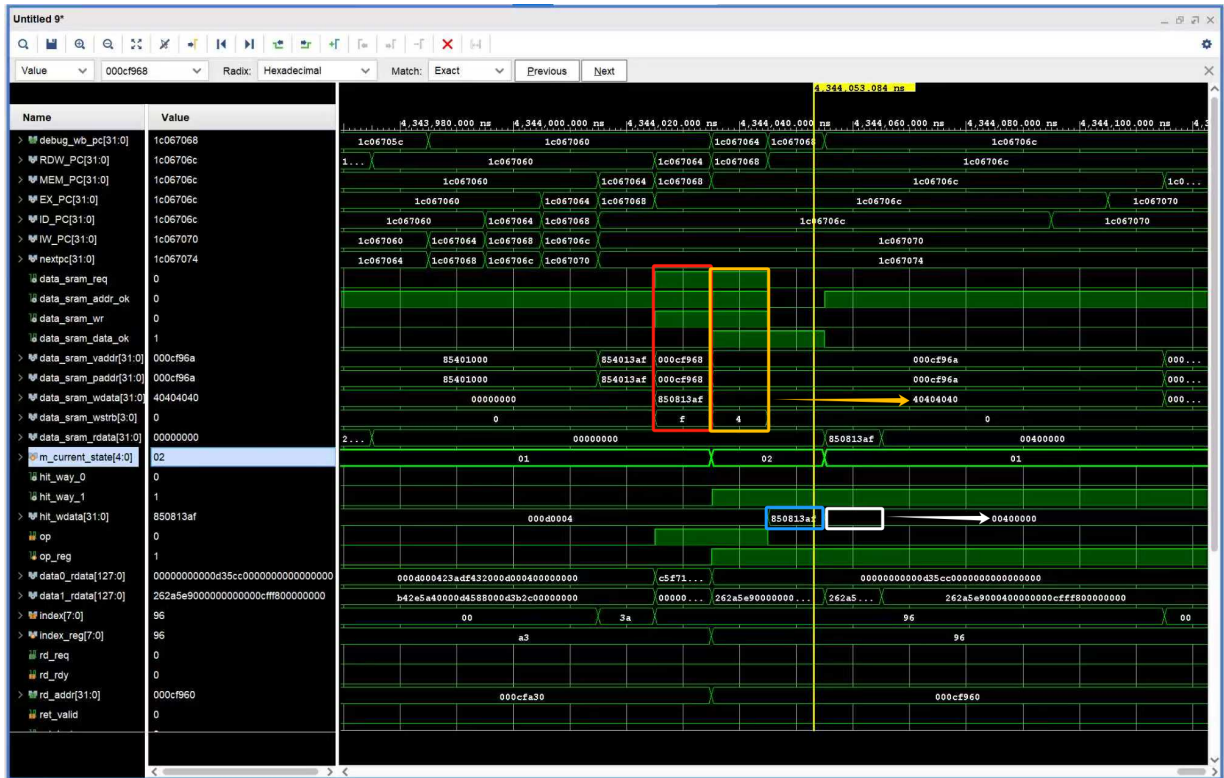 Untitled 9*
Value 000cf968 Radix: Hexadecimal Match: Exact Previous Next
4,344,053.084 ns
Name Value
4,343,980.000 ns 4,344,000.000 ns 4,344,020.000 ns 4,344,040.000 ns 4,344,060.000 ns 4,344,080.000 ns 4,344,100.000 ns
debug_wb_pc[31:0] 1c067068 1c06705c 1c067060 1c067064 1c067068 1c06706c
RDW_PC[31:0] 1c06706c 1... 1c067060 1c067064 1c067068 1c06706c
MEM_PC[31:0] 1c06706c 1c067060 1c067064 1c067068 1c06706c 1c0...
EX_PC[31:0] 1c06706c 1c067060 1c067064 1c067068 1c06706c 1c067070
ID_PC[31:0] 1c06706c 1c067060 1c067064 1c067068 1c06706c 1c067070
IW_PC[31:0] 1c067070 1c067060 1c067064 1c067068 1c06706c 1c067070
nextpc[31:0] 1c067074 1c067064 1c067068 1c06706c 1c067070 1c067074
data_sram_req 0
data_sram_addr_ok 0
data_sram_wr 0
data_sram_data_ok 1
data_sram_vaddr[31:0] 000cf96a 85401000 854013af 000cf968 000cf96a 000...
data_sram_paddr[31:0] 000cf96a 85401000 854013af 000cf968 000cf96a 000...
data_sram_wdata[31:0] 40404040 00000000 850813af 40404040 000...
data_sram_wstrb[3:0] 0 0 f 4 0
data_sram_rdata[31:0] 00000000 2... 00000000 850813af 00400000
m_current_state[4:0] 02 01 02 01
hit_way_0 0
hit_way_1 1
hit_wdata[31:0] 850813af 000d0004 850813af 00400000
op 0
op_reg 1
data0_rdata[127:0] 00000000000d35cc0000000000000000 000d000423adf432000d000400000000 c5f71... 00000000000d35cc0000000000000000
data1_rdata[127:0] 262a5e9000000000000cfff800000000 b42e5a40000d4588000d3b2c00000000 00000... 262a5e90000000... 262a5... 262a5e9000400000000cfff800000000
index[7:0] 96 00 3a 96 00
index_reg[7:0] 96 a3 96
rd_req 0
rd_rdy 0
rd_addr[31:0] 000cf960 000cfa30 000cf960
ret_valid 0